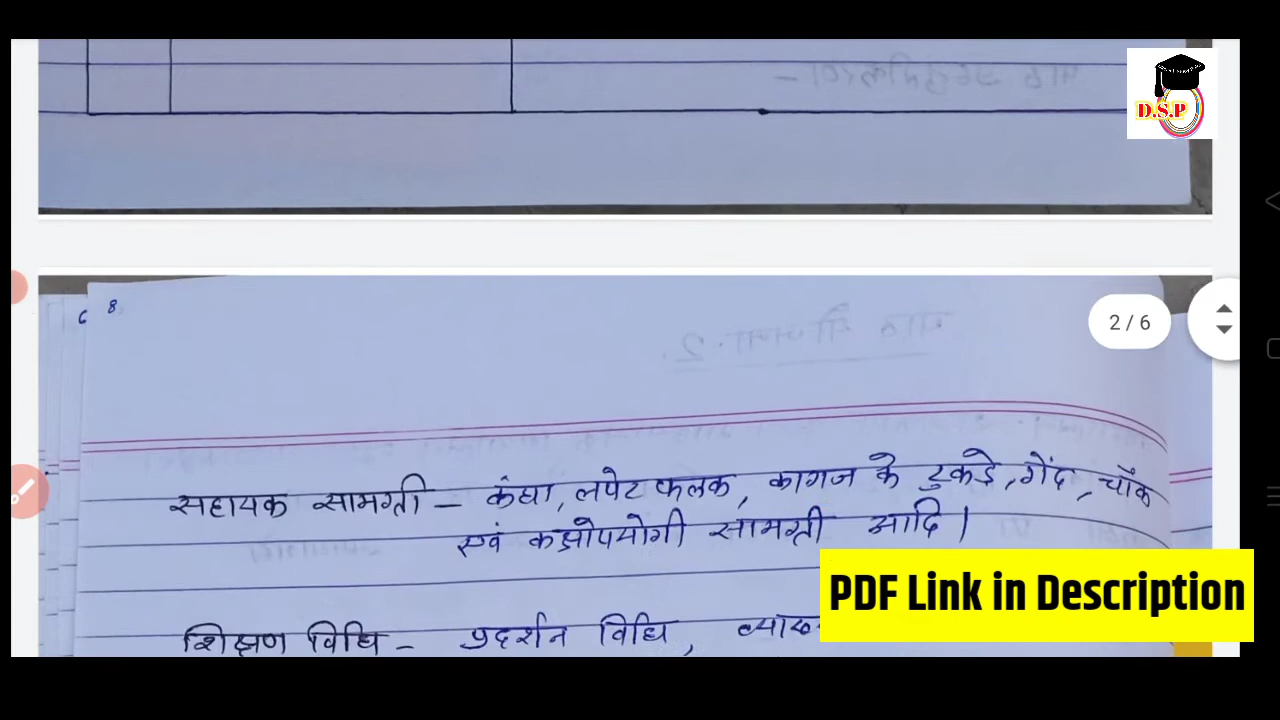 D.S.P
8
2 / 6
सहायक सामग्री – कंघा, लपेट फलक, कागज के टुकडे, गेंद, चॉक
एवं कक्षोपयोगी सामग्री आदि।
PDF Link in Description
शिक्षण विधि – प्रदर्शन विधि,